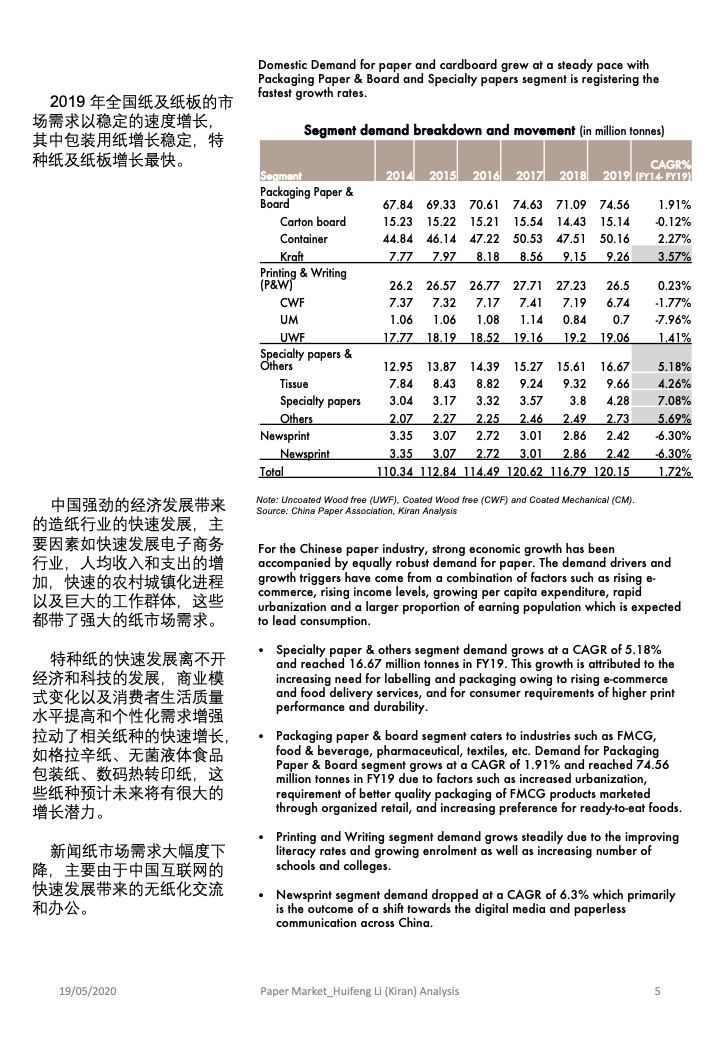 2019 年全国纸及纸板的市
场需求以稳定的速度增长，
其中包装用纸增长稳定，特
种纸及纸板增长最快。
Domestic Demand for paper and cardboard grew at a steady pace with
Packaging Paper & Board and Specialty papers segment is registering the
fastest growth rates.
Segment demand breakdown and movement (in million tonnes)
Segment 2014 2015 2016 2017 2018 2019 CAGR% (FY14- FY19)
Packaging Paper &
Board 67.84 69.33 70.61 74.63 71.09 74.56 1.91%
Carton board 15.23 15.22 15.21 15.54 14.43 15.14 -0.12%
Container 44.84 46.14 47.22 50.53 47.51 50.16 2.27%
Kraft 7.77 7.97 8.18 8.56 9.15 9.26 3.57%
Printing & Writing
(P&W) 26.2 26.57 26.77 27.71 27.23 26.5 0.23%
CWF 7.37 7.32 7.17 7.41 7.19 6.74 -1.77%
UM 1.06 1.06 1.08 1.14 0.84 0.7 -7.96%
UWF 17.77 18.19 18.52 19.16 19.2 19.06 1.41%
Specialty papers &
Others 12.95 13.87 14.39 15.27 15.61 16.67 5.18%
Tissue 7.84 8.43 8.82 9.24 9.32 9.66 4.26%
Specialty papers 3.04 3.17 3.32 3.57 3.8 4.28 7.08%
Others 2.07 2.27 2.25 2.46 2.49 2.73 5.69%
Newsprint 3.35 3.07 2.72 3.01 2.86 2.42 -6.30%
Newsprint 3.35 3.07 2.72 3.01 2.86 2.42 -6.30%
Total 110.34 112.84 114.49 120.62 116.79 120.15 1.72%
Note: Uncoated Wood free (UWF), Coated Wood free (CWF) and Coated Mechanical (CM).
Source: China Paper Association, Kiran Analysis
中国强劲的经济发展带来
的造纸行业的快速发展，主
要因素如快速发展电子商务
行业，人均收入和支出的增
加，快速的农村城镇化进程
以及巨大的工作群体，这些
都带了强大的纸市场需求。
特种纸的快速发展离不开
经济和科技的发展，商业模
式变化以及消费者生活质量
水平提高和个性化需求增强
拉动了相关纸种的快速增长，
如格拉辛纸、无菌液体食品
包装纸、数码热转印纸，这
些纸种预计未来将有很大的
增长潜力。
新闻纸市场需求大幅度下
降，主要由于中国互联网的
快速发展带来的无纸化交流
和办公。
For the Chinese paper industry, strong economic growth has been
accompanied by equally robust demand for paper. The demand drivers and
growth triggers have come from a combination of factors such as rising e-
commerce, rising income levels, growing per capita expenditure, rapid
urbanization and a larger proportion of earning population which is expected
to lead consumption.
• Specialty paper & others segment demand grows at a CAGR of 5.18%
and reached 16.67 million tonnes in FY19. This growth is attributed to the
increasing need for labelling and packaging owing to rising e-commerce
and food delivery services, and for consumer requirements of higher print
performance and durability.
• Packaging paper & board segment caters to industries such as FMCG,
food & beverage, pharmaceutical, textiles, etc. Demand for Packaging
Paper & Board segment grows at a CAGR of 1.91% and reached 74.56
million tonnes in FY19 due to factors such as increased urbanization,
requirement of better quality packaging of FMCG products marketed
through organized retail, and increasing preference for ready-to-eat foods.
• Printing and Writing segment demand grows steadily due to the improving
literacy rates and growing enrolment as well as increasing number of
schools and colleges.
• Newsprint segment demand dropped at a CAGR of 6.3% which primarily
is the outcome of a shift towards the digital media and paperless
communication across China.
19/05/2020 Paper Market_Huifeng Li (Kiran) Analysis 5